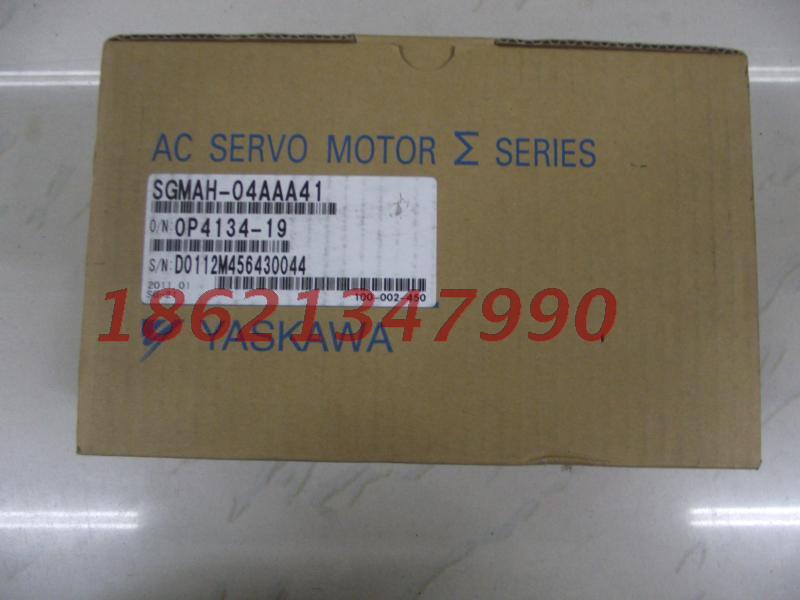 AC SERVO MOTOR Σ SERIES
SGMAH-04AAA41
O/N: OP4134-19
S/N: D0112M456430044
2011.01
100-002-450
18621347990
YASKAWA